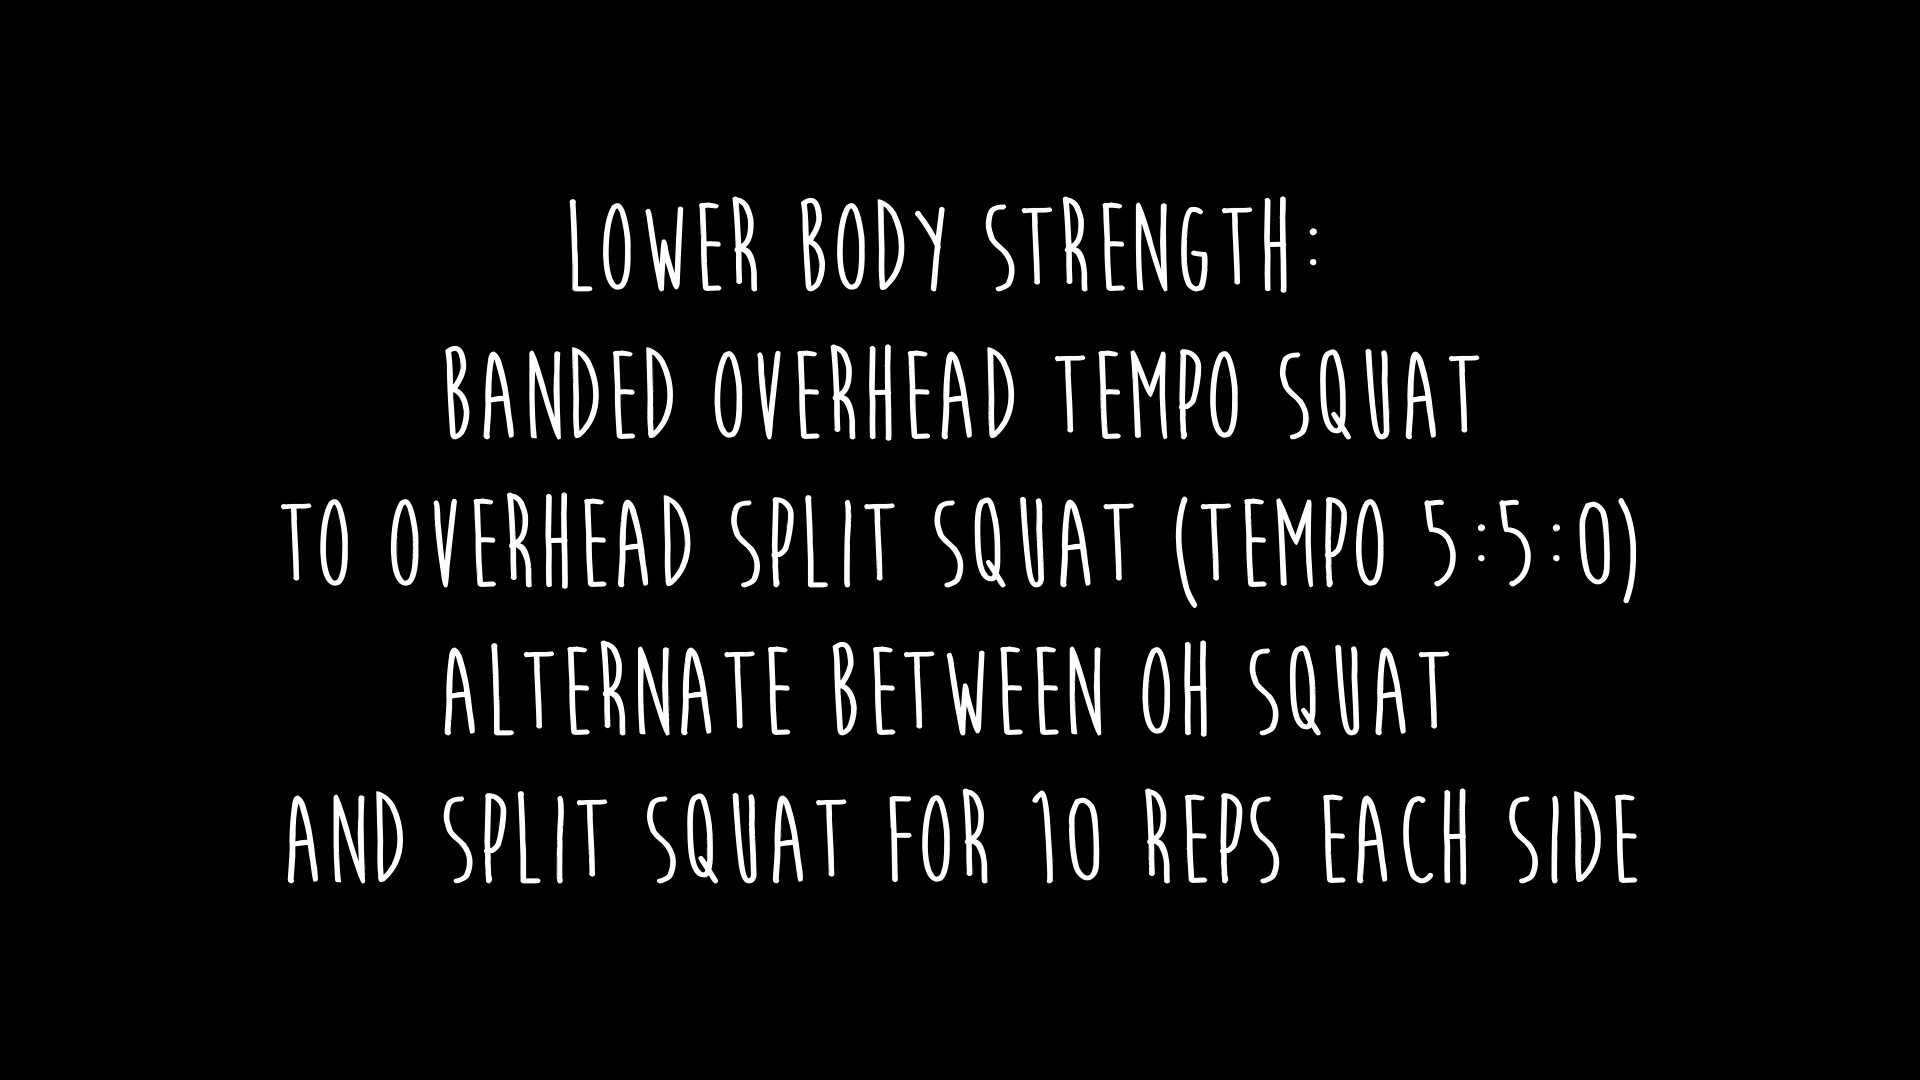 LOWER BODY STRENGTH:
BANDED OVERHEAD TEMPO SQUAT
TO OVERHEAD SPLIT SQUAT (TEMPO 5:5:0)
ALTERNATE BETWEEN OH SQUAT
AND SPLIT SQUAT FOR 10 REPS EACH SIDE